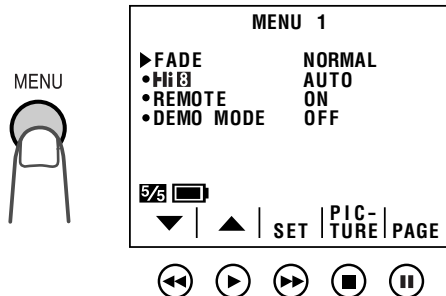 MENU
MENU 1
▶FADE NORMAL
•Hi8 AUTO
•REMOTE ON
•DEMO MODE OFF
5/5
▼ ▲ SET PIC-TURE PAGE